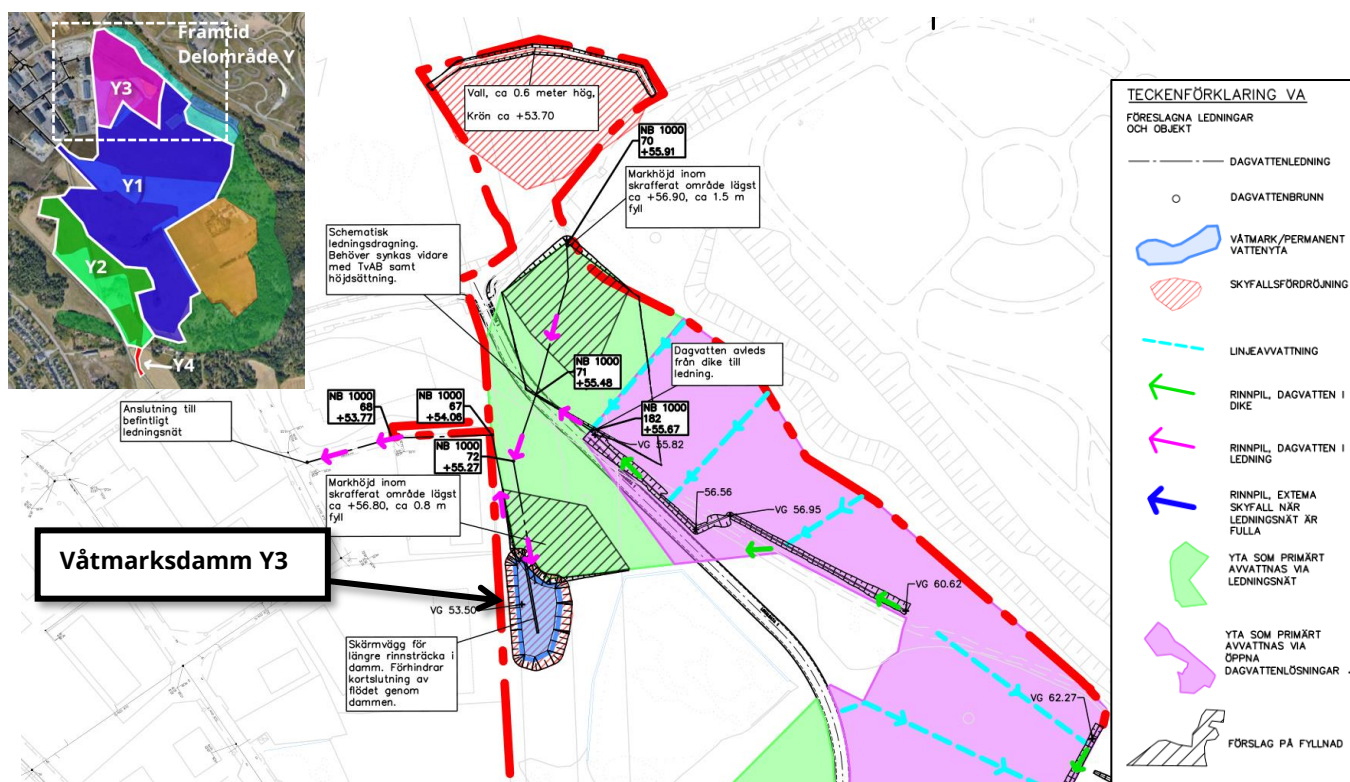 Framtid
Delområde Y
Y3
Y1
Y2
Y4
Vall, ca 0.6 meter hög,
Krön ca +53.70
NB 1000
70
+55.91
Markhöjd inom
skrafferat område lägst
ca +56.90, ca 1.5 m
fyll
Schematisk
ledningsdragning.
Behöver synkas vidare
med TvAB samt
höjdsättning.
Dagvatten avleds
från dike till
ledning.
NB 1000
71
+55.48
NB 1000
182
+55.67
VG 55.82
NB 1000
68
+53.77
NB 1000
67
+54.06
NB 1000
72
+55.27
Anslutning till
befintligt
ledningsnät
Markhöjd inom
skrafferat område lägst
ca +56.80, ca 0.8 m
fyll
56.56
VG 56.95
VG 60.62
VG 62.27
Våtmarksdamm Y3
VG 53.50
Skärmvägg för
längre rinnsträcka i
damm. Förhindrar
kortslutning av
flödet genom
dammen.
TECKENFÖRKLARING VA
FÖRESLAGNA LEDNINGAR
OCH OBJEKT
DAGVATTENLEDNING
DAGVATTENBRUNN
VÅTMARK/PERMANENT
VATTENYTA
SKYFALLSFÖRDRÖJNING
LINJEAVVATTNING
RINNPIL, DAGVATTEN I
DIKE
RINNPIL, DAGVATTEN I
LEDNING
RINNPIL, EXTEMA
SKYFALL NÄR
LEDNINGSNÄT ÄR
FULLA
YTA SOM PRIMÄRT
AVVATTNAS VIA
LEDNINGSNÄT
YTA SOM PRIMÄRT
AVVATTNAS VIA
ÖPPNA
DAGVATTENLÖSNINGAR
FÖRSLAG PÅ FYLLNAD